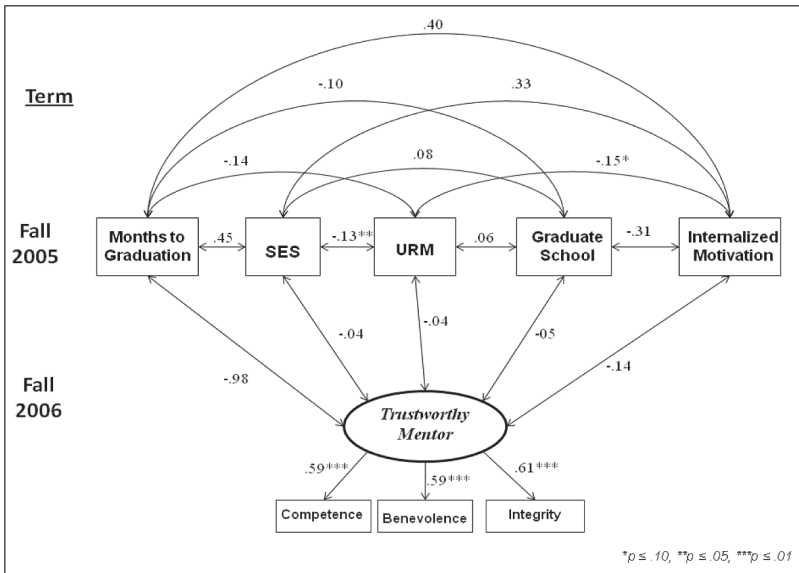 .40
Term
-.10
.33
-.14
.08
-.15*
Fall
2005
Months to
Graduation
.45
SES
-.13**
URM
.06
Graduate
School
-.31
Internalized
Motivation
-.04
-.04
-05
-.14
-.98
Fall
2006
Trustworthy
Mentor
.59***
.59***
.61***
Competence
Benevolence
Integrity
*p ≤ .10, **p ≤ .05, ***p ≤ .01